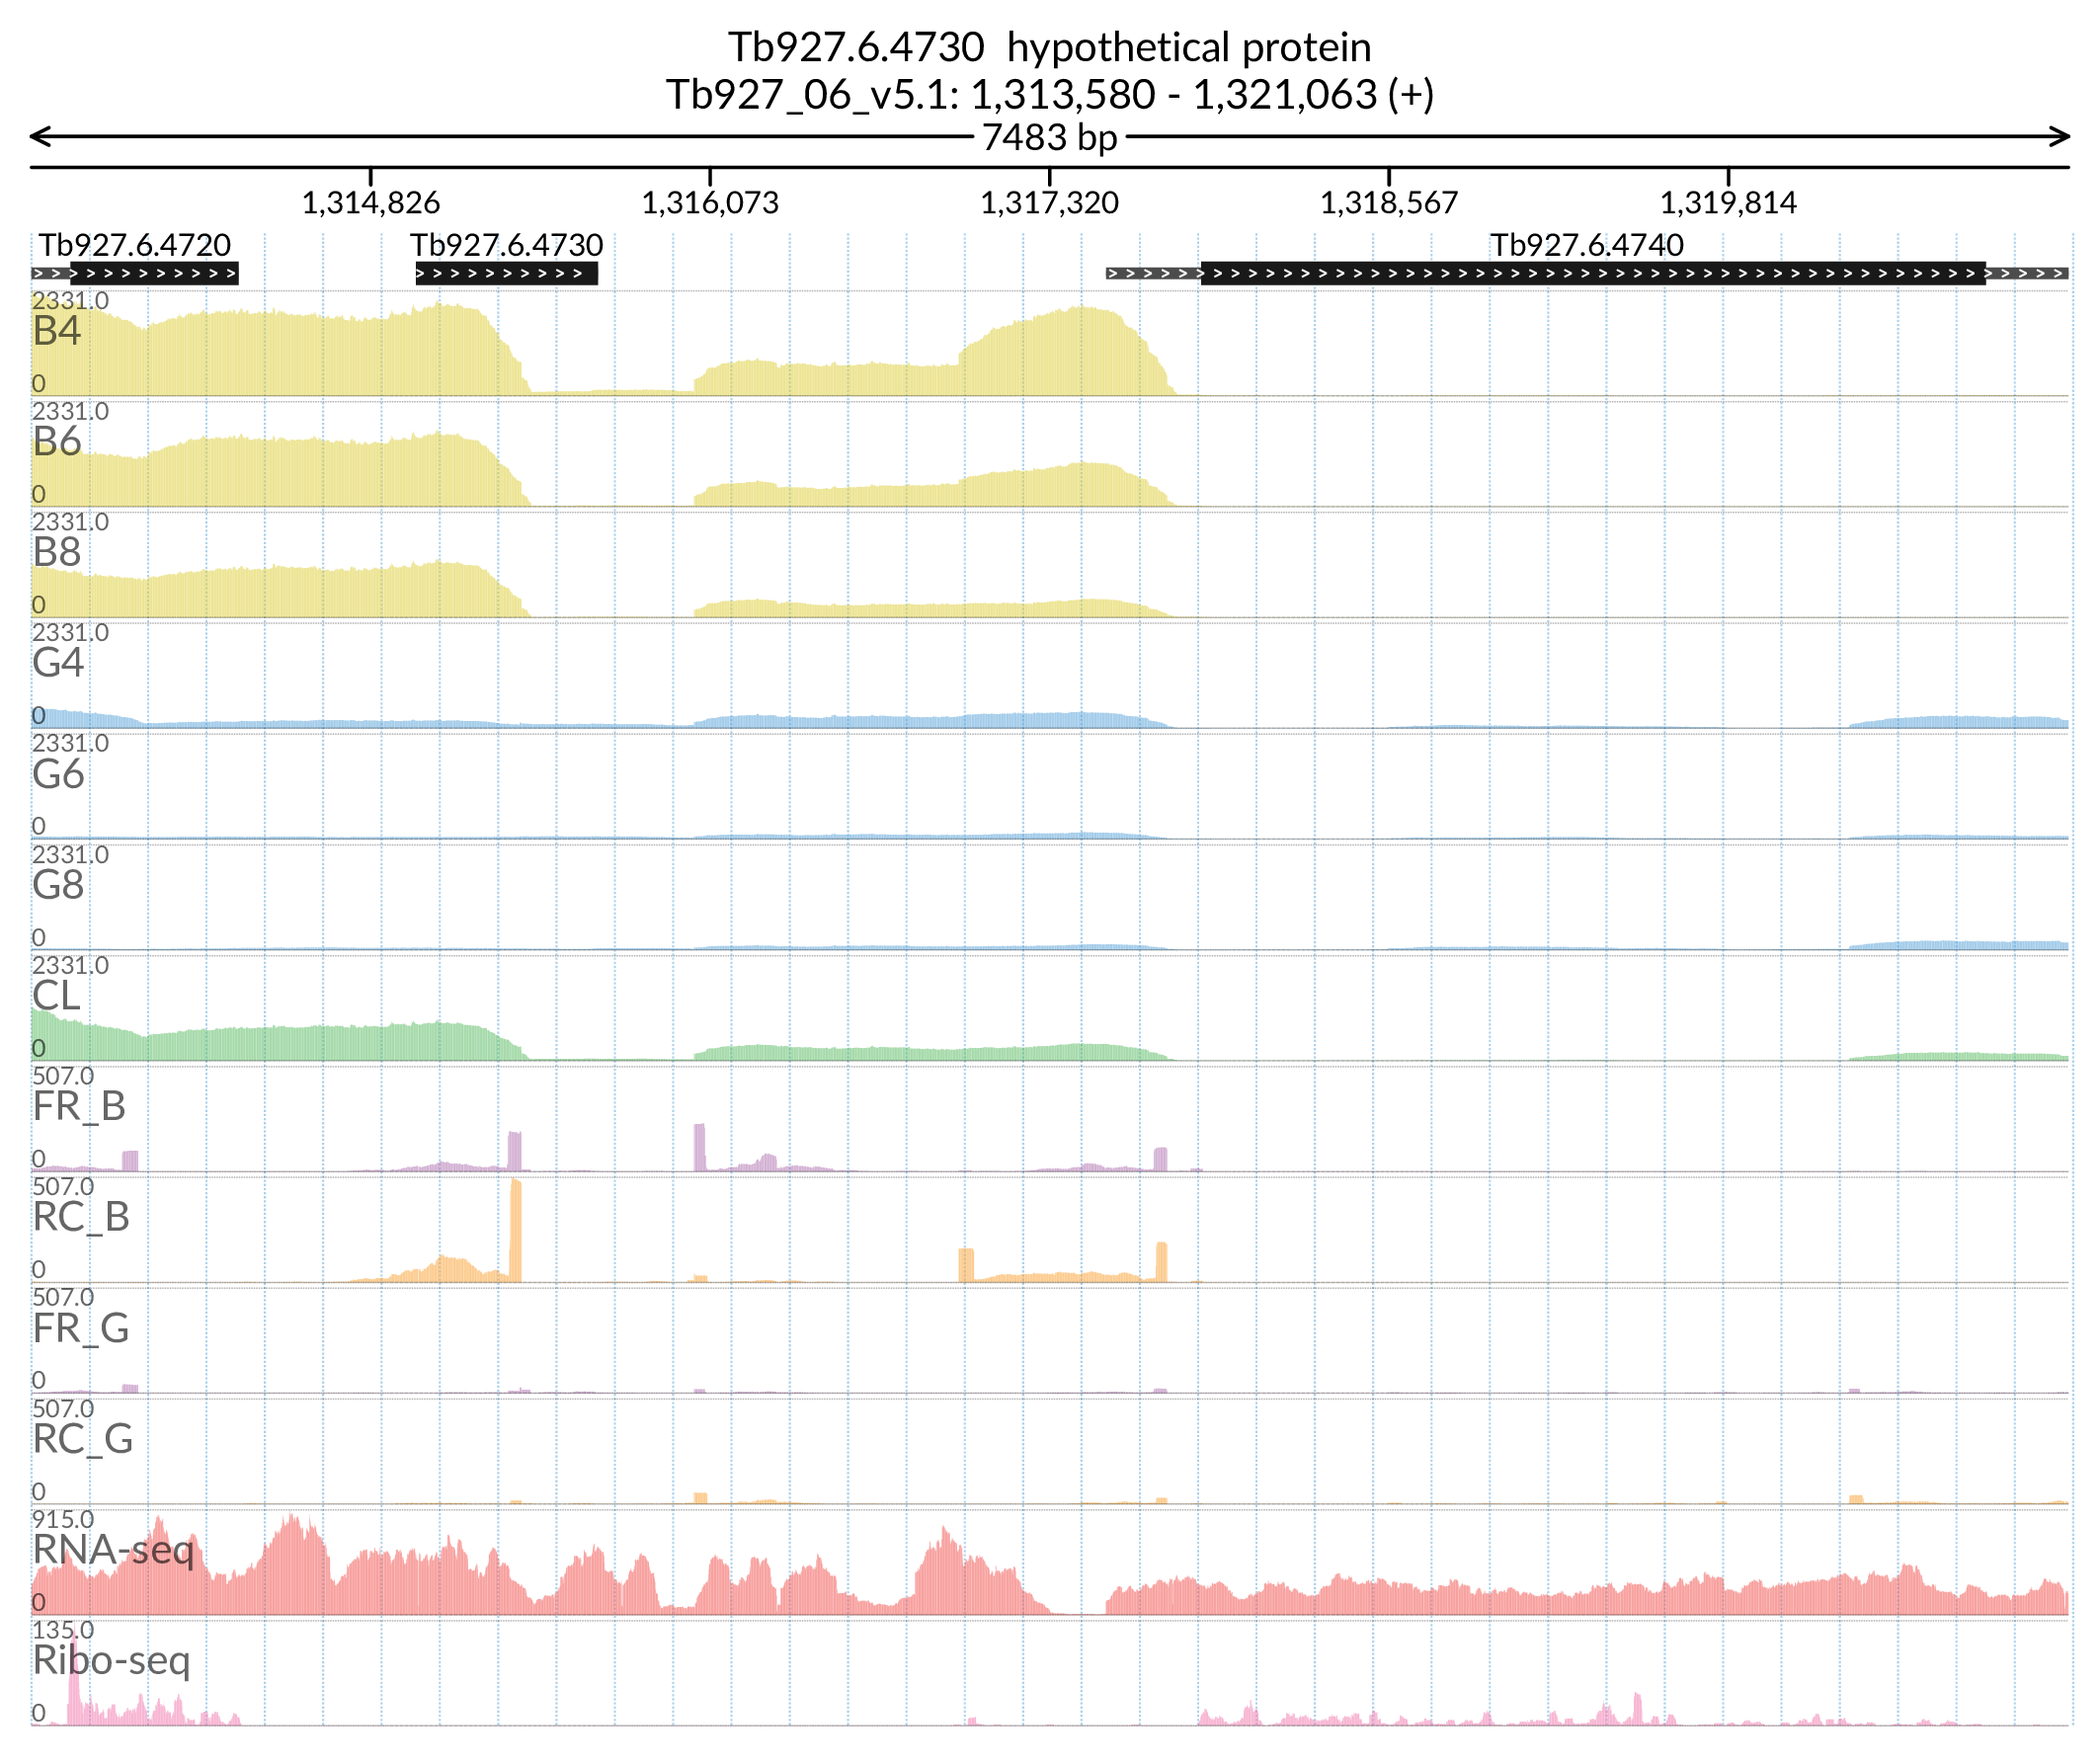 Tb927.6.4730  hypothetical protein
Tb927_06_v5.1: 1,313,580 - 1,321,063 (+)
7483 bp
1,314,826 1,316,073 1,317,320 1,318,567 1,319,814
Tb927.6.4720 Tb927.6.4730 Tb927.6.4740
2331.0
B4
0
2331.0
B6
0
2331.0
B8
0
2331.0
G4
0
2331.0
G6
0
2331.0
G8
0
2331.0
CL
0
507.0
FR_B
0
507.0
RC_B
0
507.0
FR_G
0
507.0
RC_G
0
915.0
RNA-seq
0
135.0
Ribo-seq
0